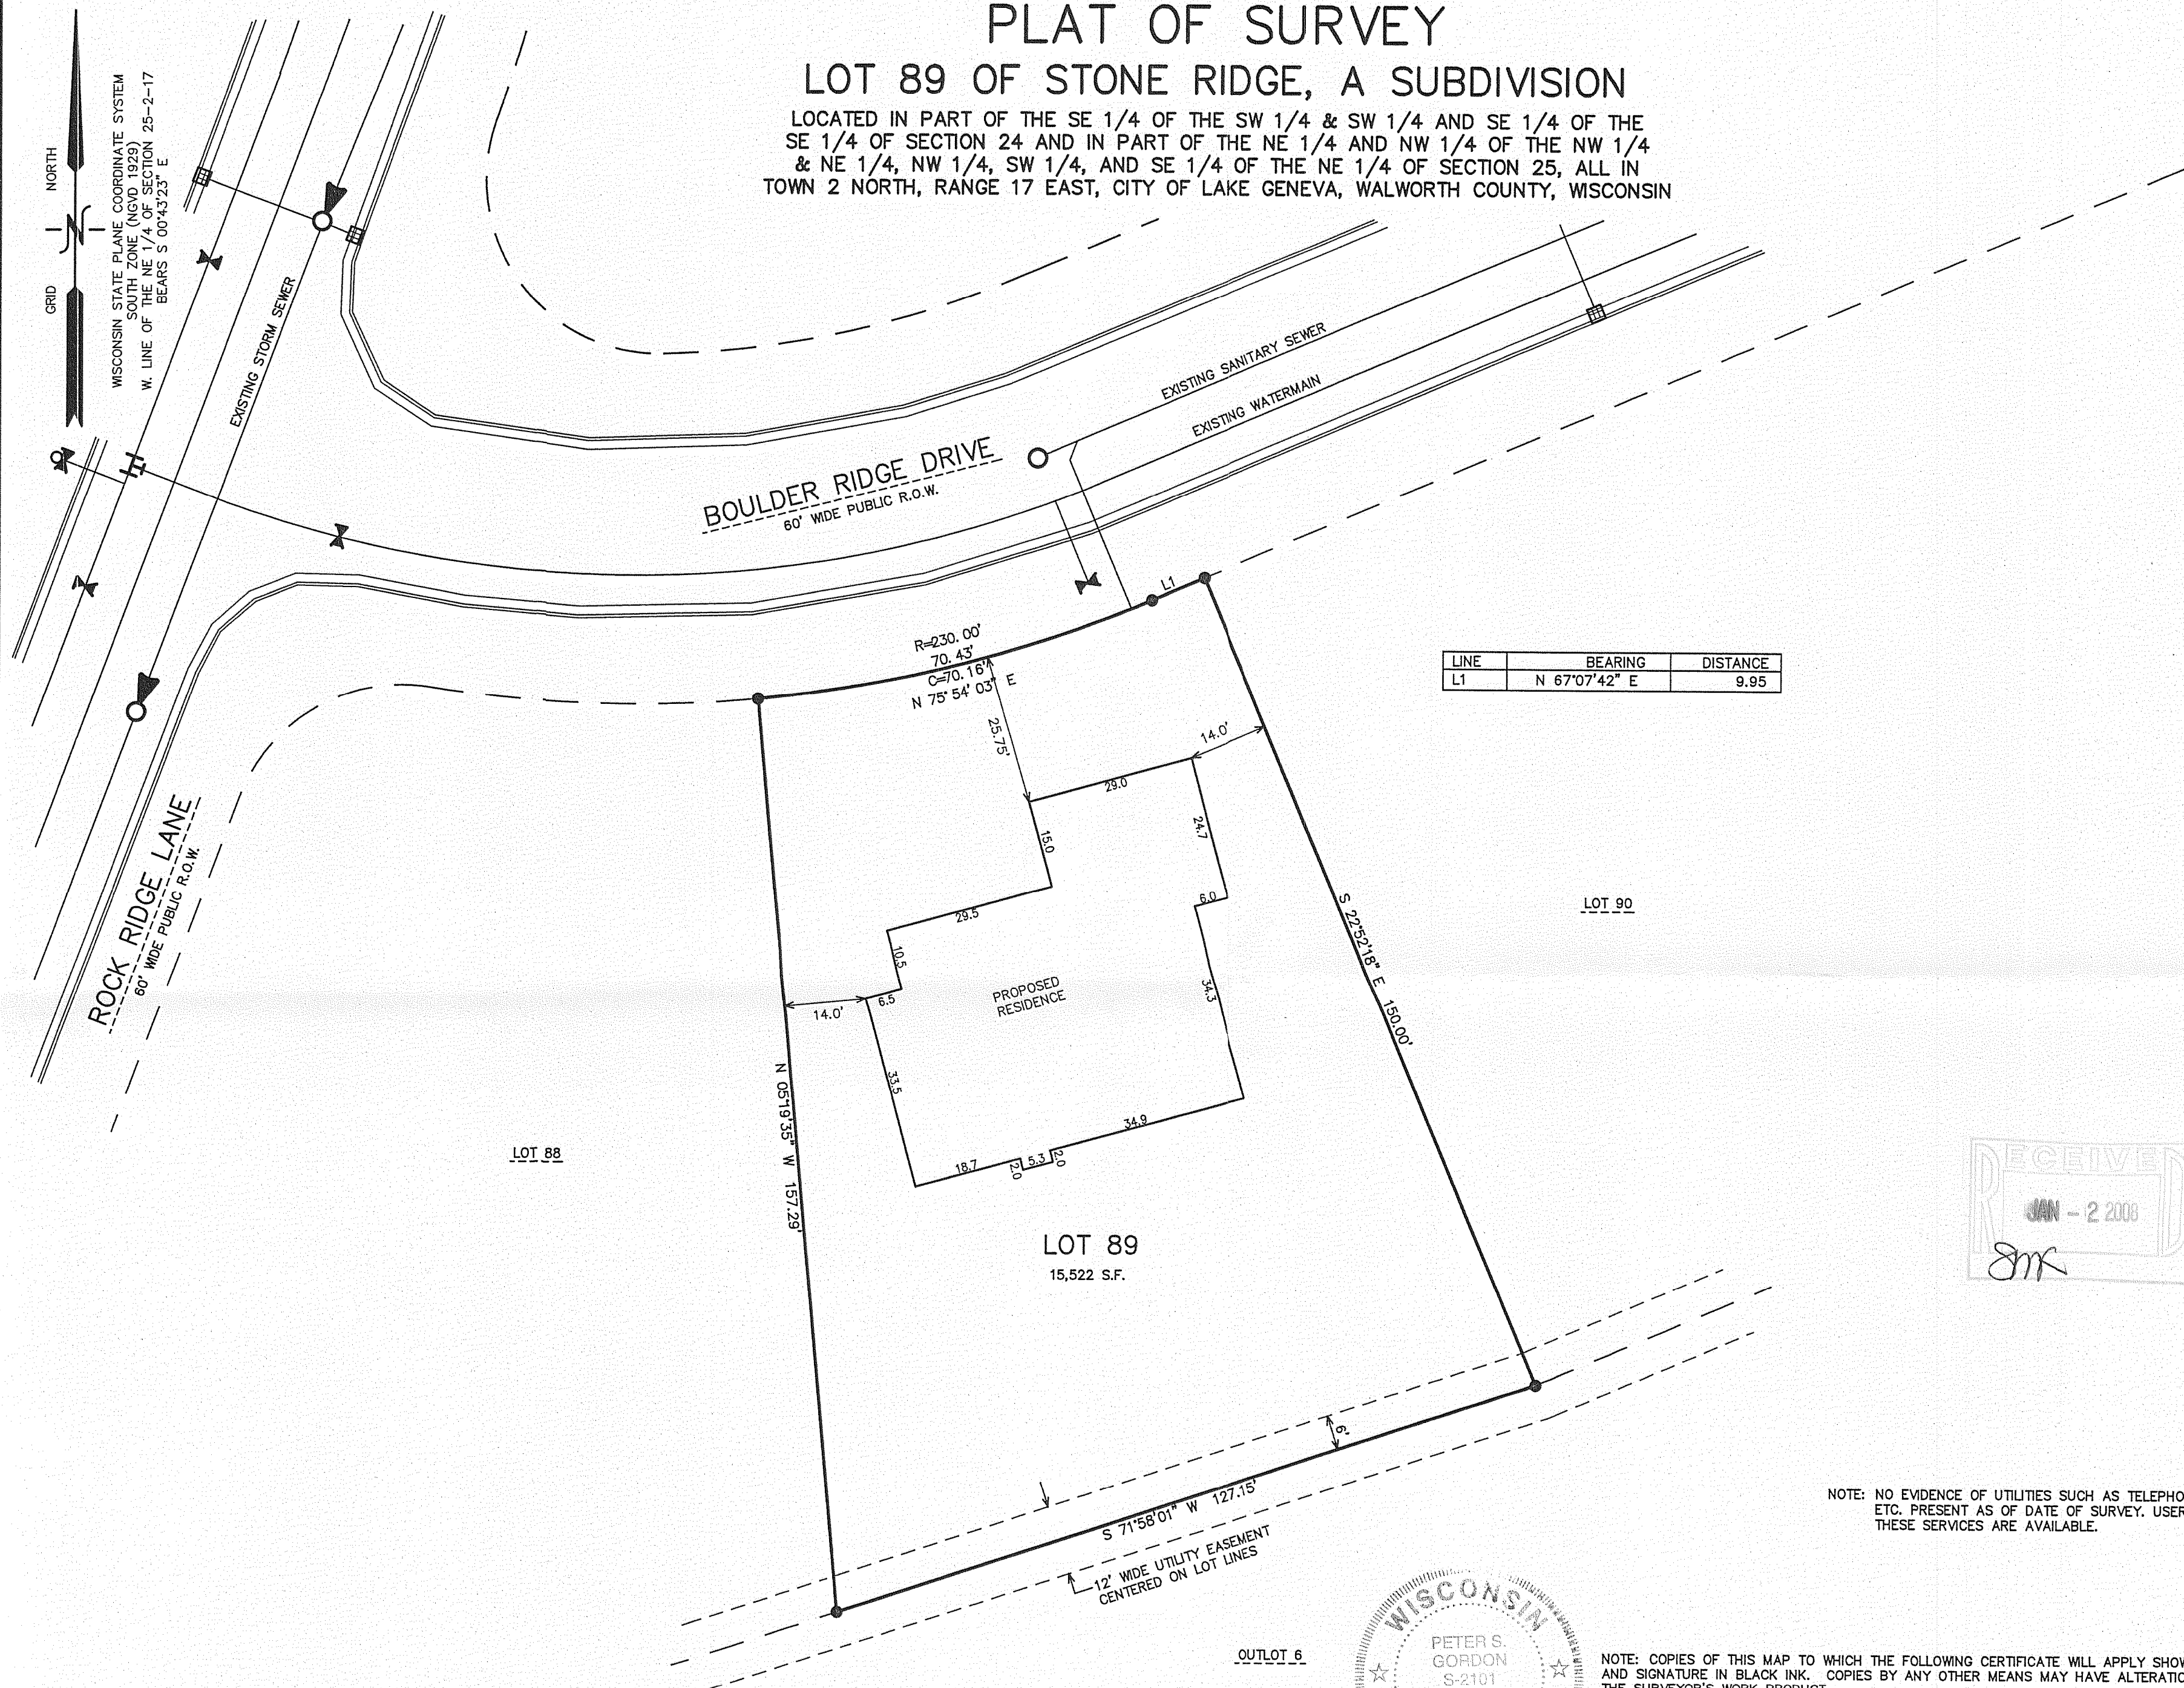 PLAT OF SURVEY
LOT 89 OF STONE RIDGE, A SUBDIVISION
LOCATED IN PART OF THE SE 1/4 OF THE SW 1/4 & SW 1/4 AND SE 1/4 OF THE
SE 1/4 OF SECTION 24 AND IN PART OF THE NE 1/4 AND NW 1/4 OF THE NW 1/4
& NE 1/4, NW 1/4, SW 1/4, AND SE 1/4 OF THE NE 1/4 OF SECTION 25, ALL IN
TOWN 2 NORTH, RANGE 17 EAST, CITY OF LAKE GENEVA, WALWORTH COUNTY, WISCONSIN
GRID NORTH
N
WISCONSIN STATE PLANE COORDINATE SYSTEM
SOUTH ZONE (NGVD 1929)
W. LINE OF THE NE 1/4 OF SECTION 25-2-17
BEARS S 00°43'23" E
EXISTING STORM SEWER
EXISTING SANITARY SEWER
EXISTING WATERMAIN
BOULDER RIDGE DRIVE
60' WIDE PUBLIC R.O.W.
L1
R=230.00'
70.43'
C=70.16'
N 75°54'03" E
LINE BEARING DISTANCE
L1 N 67°07'42" E 9.95
25.75'
14.0'
29.0
15.0
24.7
ROCK RIDGE LANE
60' WIDE PUBLIC R.O.W.
6.0
29.5
LOT 90
10.5
S 22°52'18" E 150.00'
PROPOSED
RESIDENCE
34.3
6.5
14.0'
33.5
N 05°19'35" W 157.29'
34.9
LOT 88
18.7
2.0
5.3
2.0
LOT 89
15,522 S.F.
RECEIVED
JAN - 2 2008
SMK
6'
S 71°58'01" W 127.15'
12' WIDE UTILITY EASEMENT
CENTERED ON LOT LINES
NOTE: NO EVIDENCE OF UTILITIES SUCH AS TELEPHO
ETC. PRESENT AS OF DATE OF SURVEY. USER
THESE SERVICES ARE AVAILABLE.
OUTLOT 6
WISCONSIN
PETER S.
GORDON
S-2101
NOTE: COPIES OF THIS MAP TO WHICH THE FOLLOWING CERTIFICATE WILL APPLY SHOW
AND SIGNATURE IN BLACK INK. COPIES BY ANY OTHER MEANS MAY HAVE ALTERATIO
THE SURVEYOR'S WORK PRODUCT